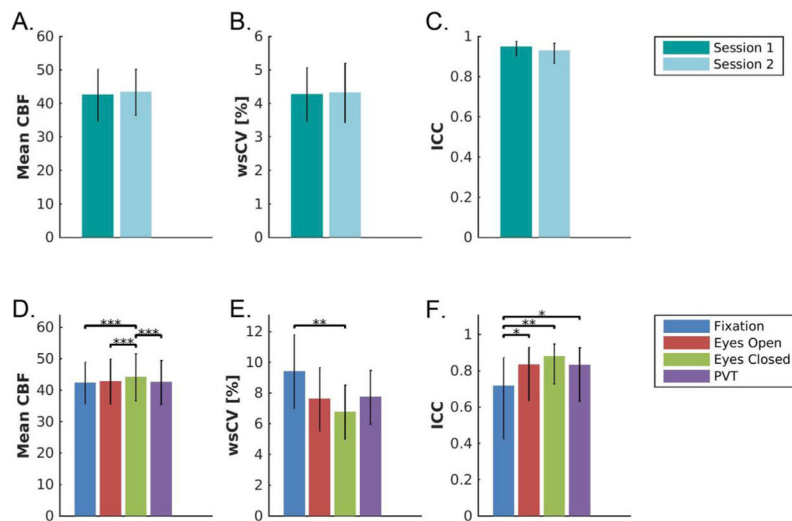 A.
60
50
40
30
20
10
0
Mean CBF
B.
6
5
4
3
2
1
0
wsCV [%]
C.
1
0.8
0.6
0.4
0.2
0
ICC
Session 1
Session 2
D.
60
50
40
30
20
10
0
Mean CBF
***
***
***
E.
12
10
8
6
4
2
0
wsCV [%]
**
F.
1
0.8
0.6
0.4
0.2
0
ICC
*
**
*
Fixation
Eyes Open
Eyes Closed
PVT